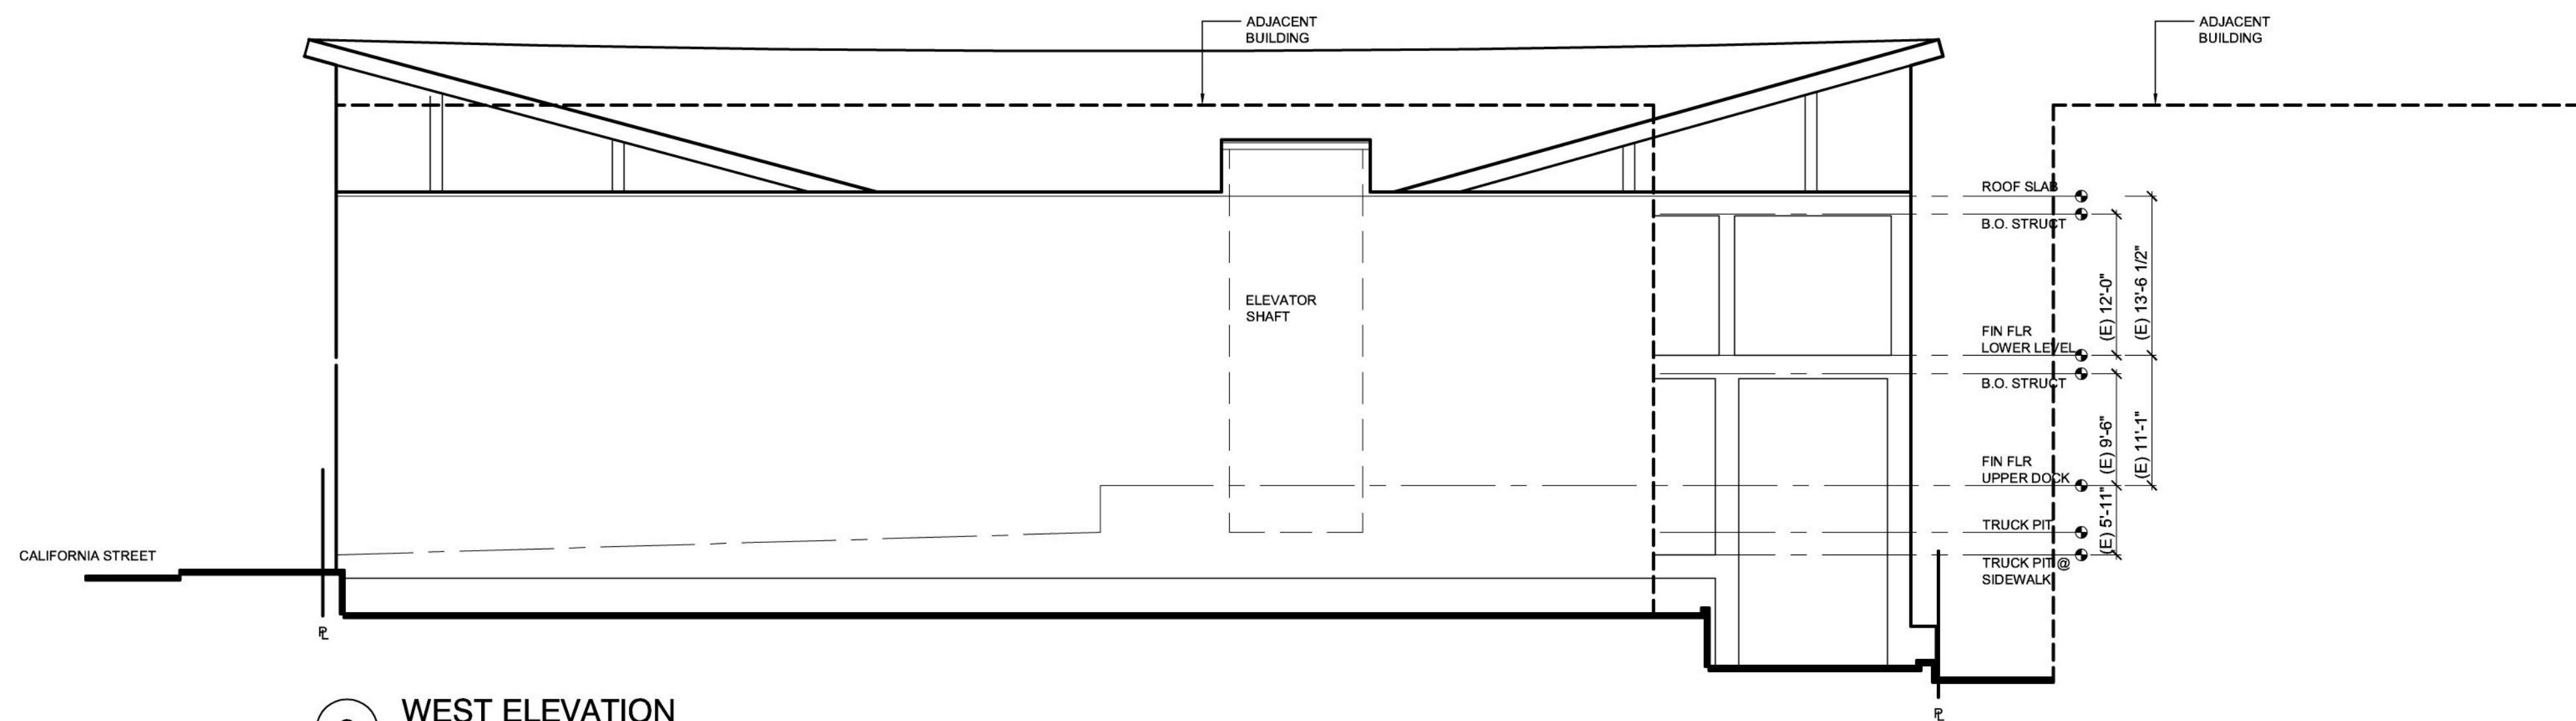 ADJACENT
BUILDING
ADJACENT
BUILDING
ROOF SLAB
B.O. STRUCT
(E) 12'-0"
(E) 13'-6 1/2"
ELEVATOR
SHAFT
FIN FLR
LOWER LEVEL
B.O. STRUCT
(E) 9'-6"
(E) 11'-1"
FIN FLR
UPPER DOCK
(E) 5'-11"
TRUCK PIT
CALIFORNIA STREET
TRUCK PIT @
SIDEWALK
PL
PL
WEST ELEVATION